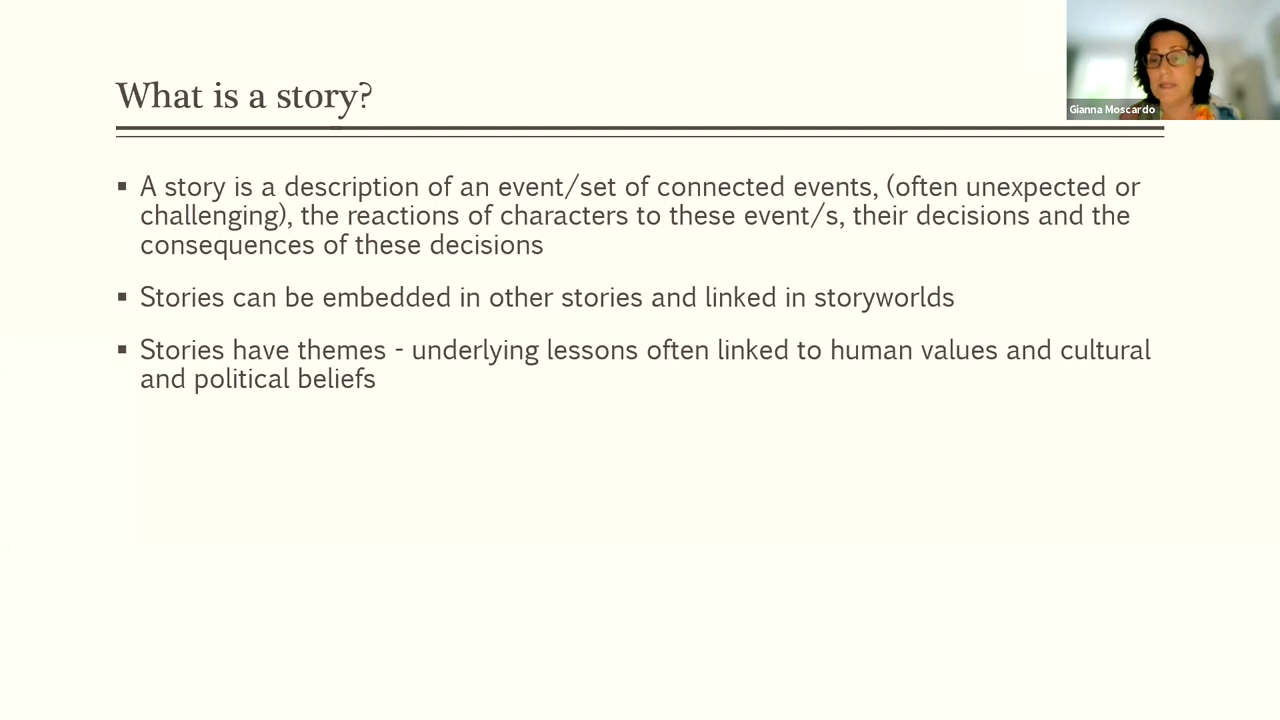 What is a story?
Gianna Moscardo
▪ A story is a description of an event/set of connected events, (often unexpected or
challenging), the reactions of characters to these event/s, their decisions and the
consequences of these decisions
▪ Stories can be embedded in other stories and linked in storyworlds
▪ Stories have themes - underlying lessons often linked to human values and cultural
and political beliefs